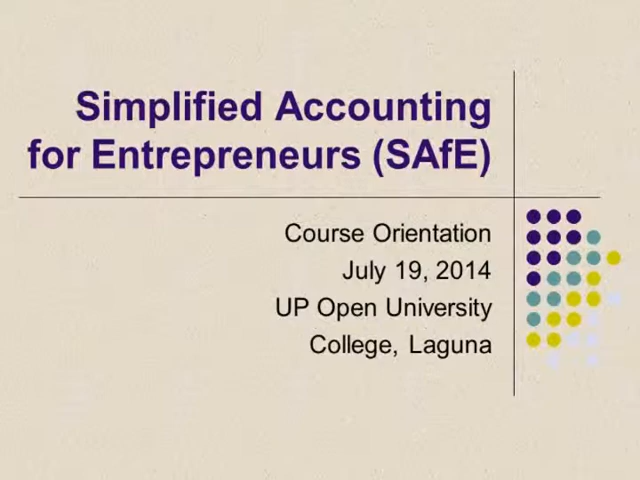 Simplified Accounting
for Entrepreneurs (SAfE)
Course Orientation
July 19, 2014
UP Open University
College, Laguna